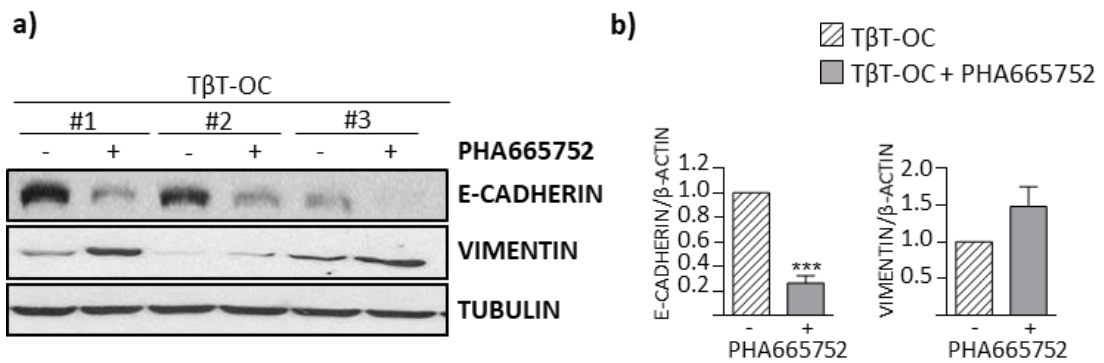 a)
TβT-OC
#1 #2 #3
- + - + - + PHA665752
E-CADHERIN
VIMENTIN
TUBULIN
b)
TβT-OC
TβT-OC + PHA665752
E-CADHERIN/β-ACTIN
1.2
1.0
0.8
0.6
0.4
0.2
***
- +
PHA665752
VIMENTIN/β-ACTIN
2.0
1.5
1.0
0.5
- +
PHA665752